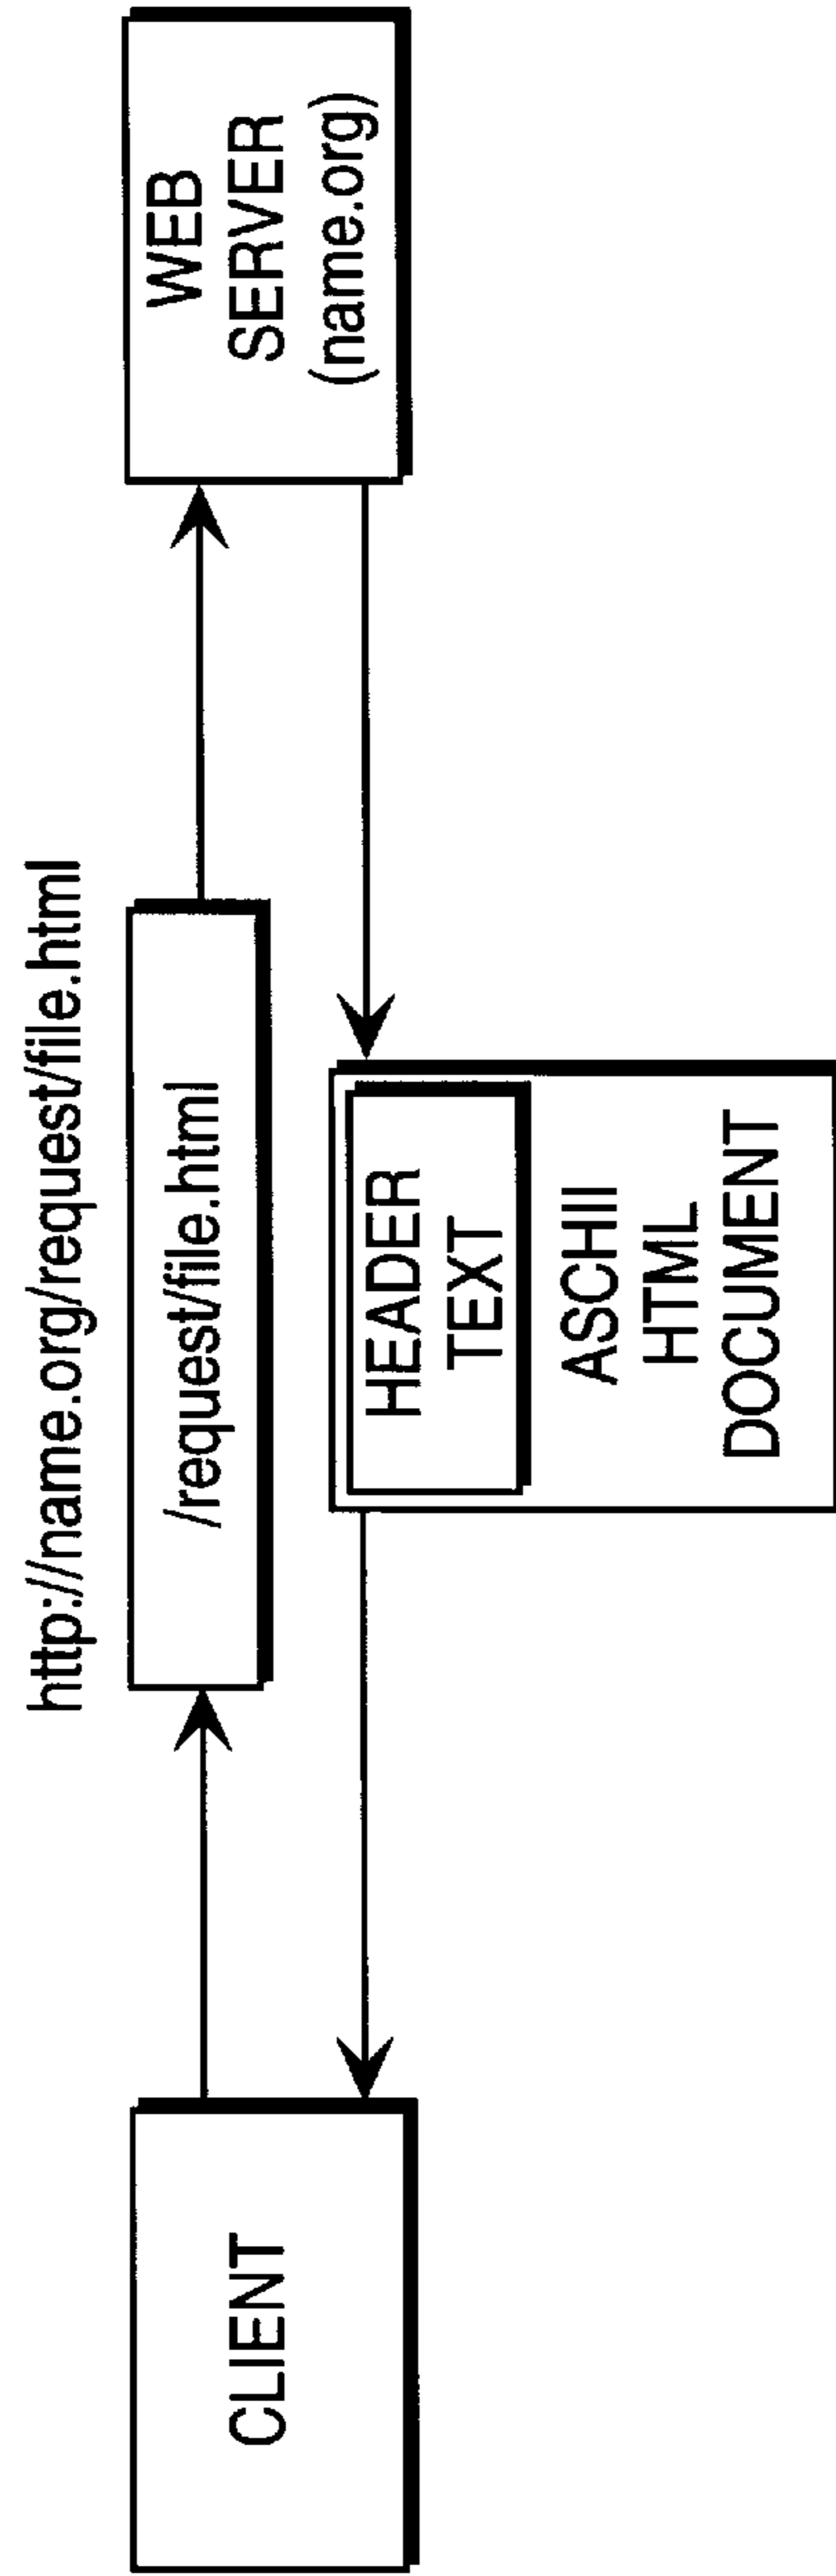 http://name.org/request/file.html
CLIENT
/request/file.html
WEB
SERVER
(name.org)
HEADER
TEXT
ASCHII
HTML
DOCUMENT